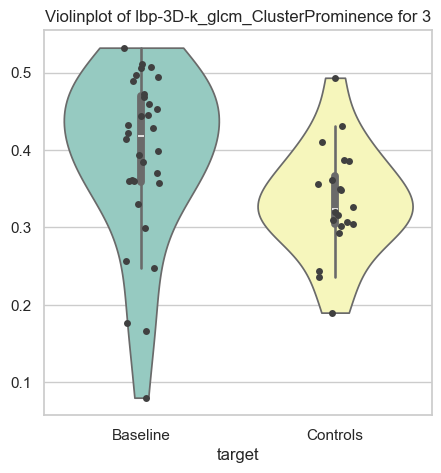 Violinplot of lbp-3D-k_glcm_ClusterProminence for 3
0.5
0.4
0.3
0.2
0.1
Baseline
Controls
target